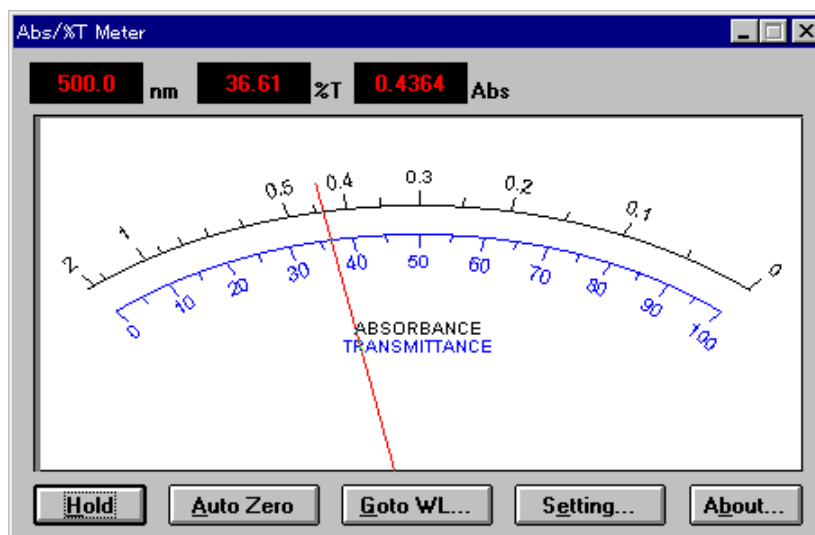 Abs/%T Meter
500.0 nm 36.61 %T 0.4364 Abs
2 1 0.5 0.4 0.3 0.2 0.1 0
0 10 20 30 40 50 60 70 80 90 100
ABSORBANCE
TRANSMITTANCE
Hold Auto Zero Goto WL... Setting... About...